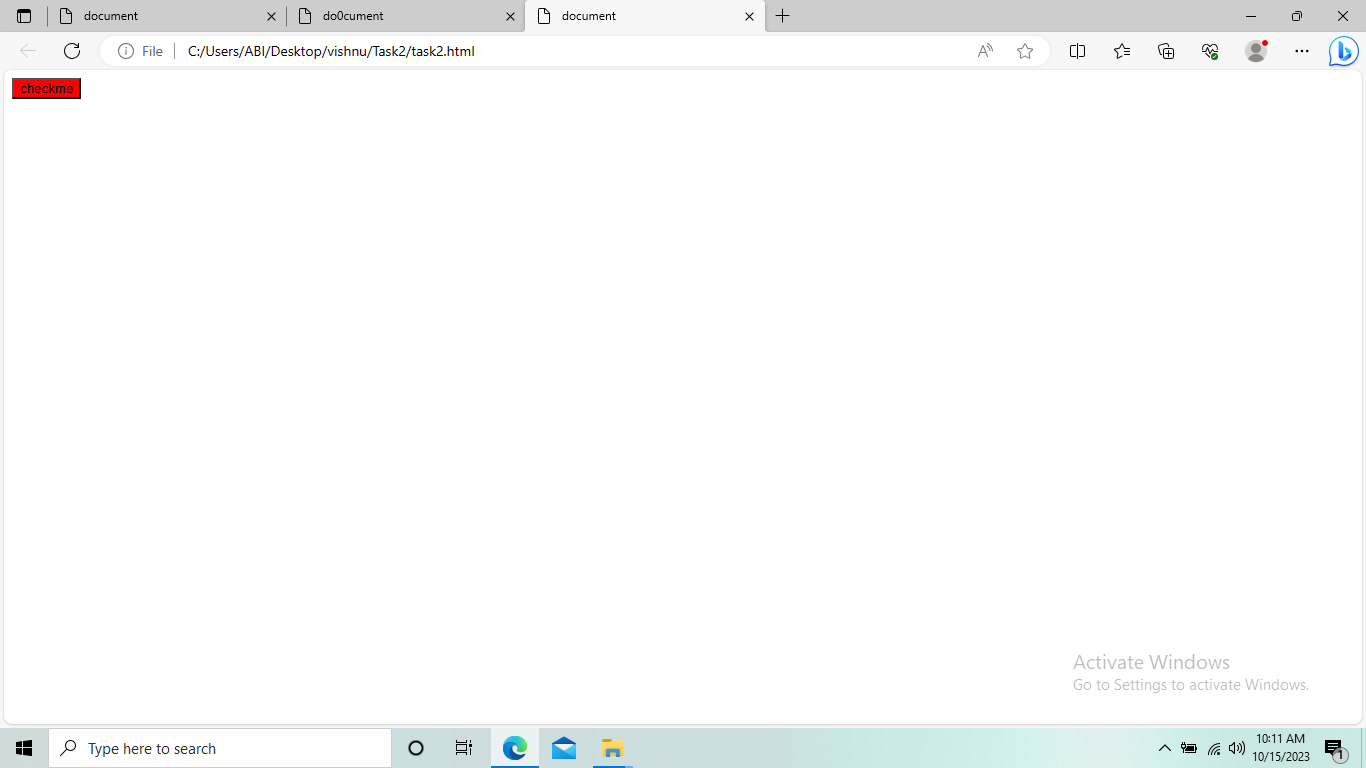 document
do0cument
document
File
C:/Users/ABI/Desktop/vishnu/Task2/task2.html
checkme
Activate Windows
Go to Settings to activate Windows.
Type here to search
10:11 AM
10/15/2023
1